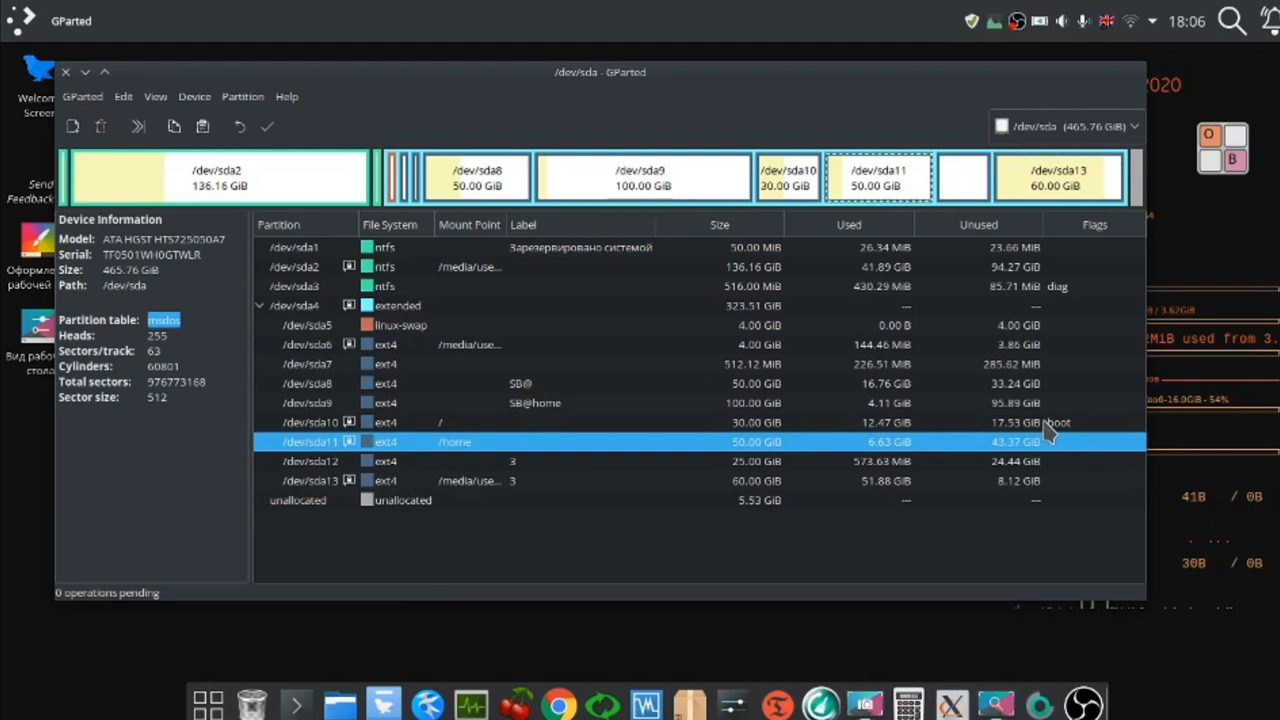 GParted
18:06
/dev/sda - GParted
2020
Welcom
Screen
GParted Edit View Device Partition Help
/dev/sda (465.76 GiB)
O
B
/dev/sda2
136.16 GiB
/dev/sda8
50.00 GiB
/dev/sda9
100.00 GiB
/dev/sda10
30.00 GiB
/dev/sda11
50.00 GiB
/dev/sda13
60.00 GiB
Send
Feedback
Device Information
Model: ATA HGST HTS725050A7
Serial: TF0501WH0GTWLR
Size: 465.76 GiB
Path: /dev/sda
Partition table: msdos
Heads: 255
Sectors/track: 63
Cylinders: 60801
Total sectors: 976773168
Sector size: 512
Оформле
рабочей
Вид рабо
стола
Partition File System Mount Point Label Size Used Unused Flags
/dev/sda1 ntfs Зарезервировано системой 50.00 MiB 26.34 MiB 23.66 MiB
/dev/sda2 ntfs /media/use... 136.16 GiB 41.89 GiB 94.27 GiB
/dev/sda3 ntfs 516.00 MiB 430.29 MiB 85.71 MiB diag
/dev/sda4 extended 323.51 GiB --- ---
/dev/sda5 linux-swap 4.00 GiB 0.00 B 4.00 GiB
/dev/sda6 ext4 /media/use... 4.00 GiB 144.46 MiB 3.86 GiB
/dev/sda7 ext4 512.12 MiB 226.51 MiB 285.62 MiB
/dev/sda8 ext4 SB@ 50.00 GiB 16.76 GiB 33.24 GiB
/dev/sda9 ext4 SB@home 100.00 GiB 4.11 GiB 95.89 GiB
/dev/sda10 ext4 / 30.00 GiB 12.47 GiB 17.53 GiB boot
/dev/sda11 ext4 /home 50.00 GiB 6.63 GiB 43.37 GiB
/dev/sda12 ext4 3 25.00 GiB 573.63 MiB 24.44 GiB
/dev/sda13 ext4 /media/use... 3 60.00 GiB 51.88 GiB 8.12 GiB
unallocated unallocated 5.53 GiB --- ---
0 operations pending
B / 3.62GiB
2MiB used from 3.
-16.0GiB - 54%
41B / 0B
30B / 0B